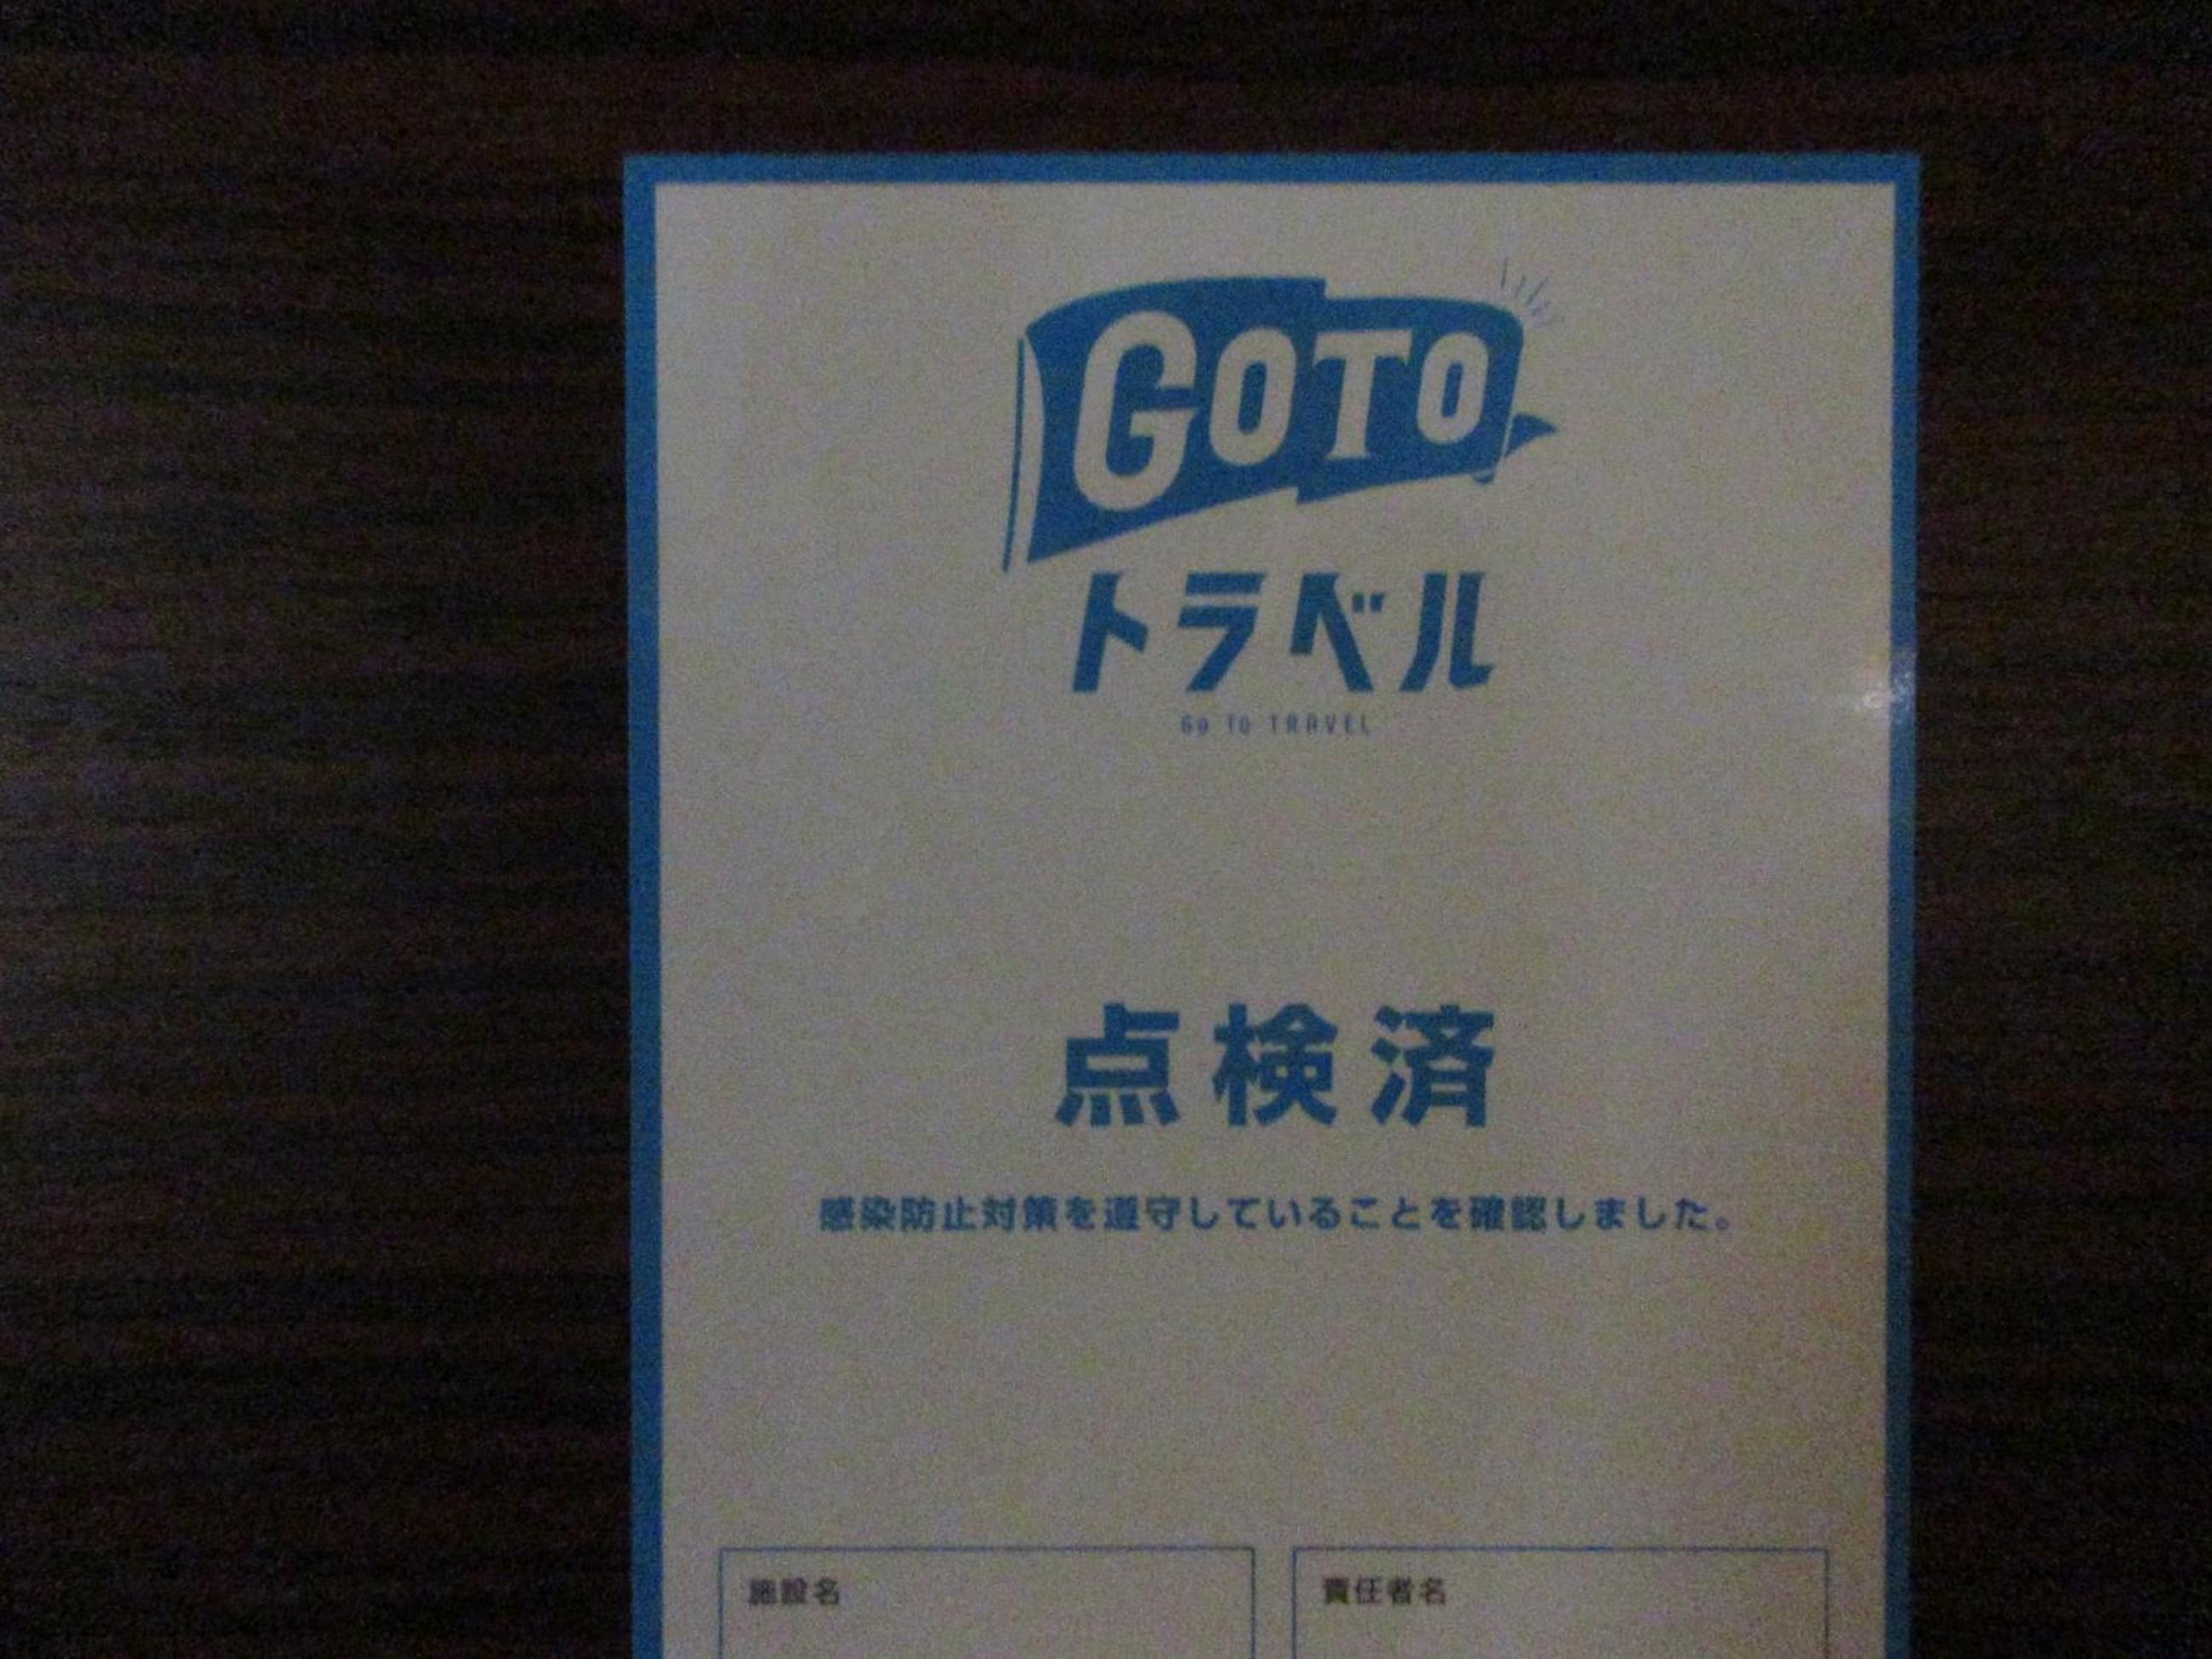 GOTO
トラベル
GO TO TRAVEL
点検済
感染防止対策を遵守していることを確認しました。
施設名
責任者名